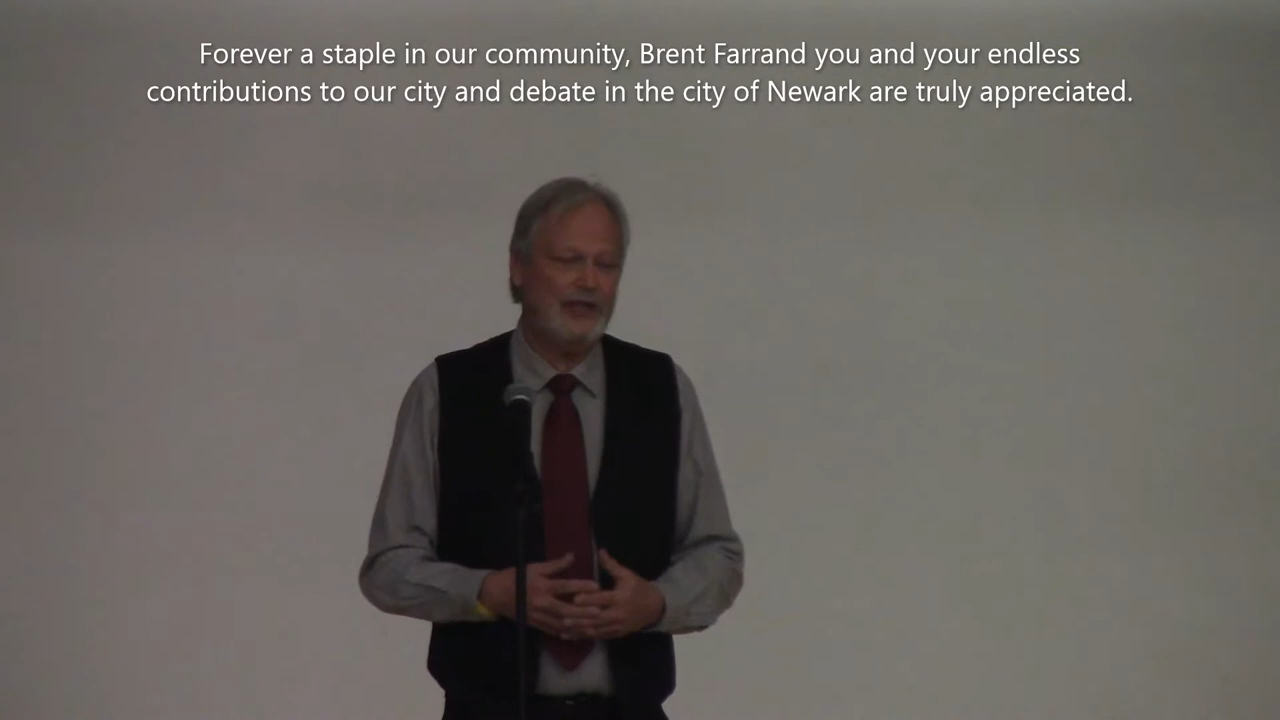 Forever a staple in our community, Brent Farrand you and your endless
contributions to our city and debate in the city of Newark are truly appreciated.